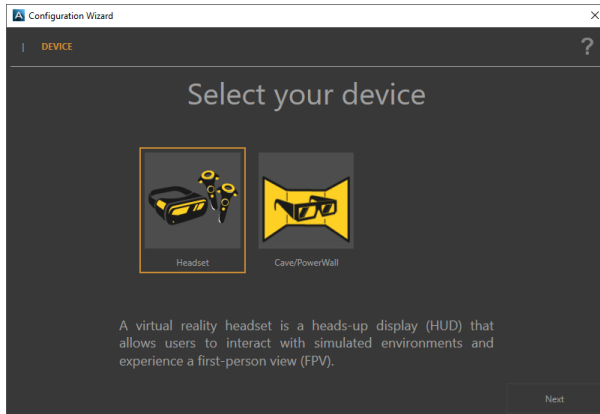 Configuration Wizard
| DEVICE
?
Select your device
Headset
Cave/PowerWall
A virtual reality headset is a heads-up display (HUD) that
allows users to interact with simulated environments and
experience a first-person view (FPV).
Next